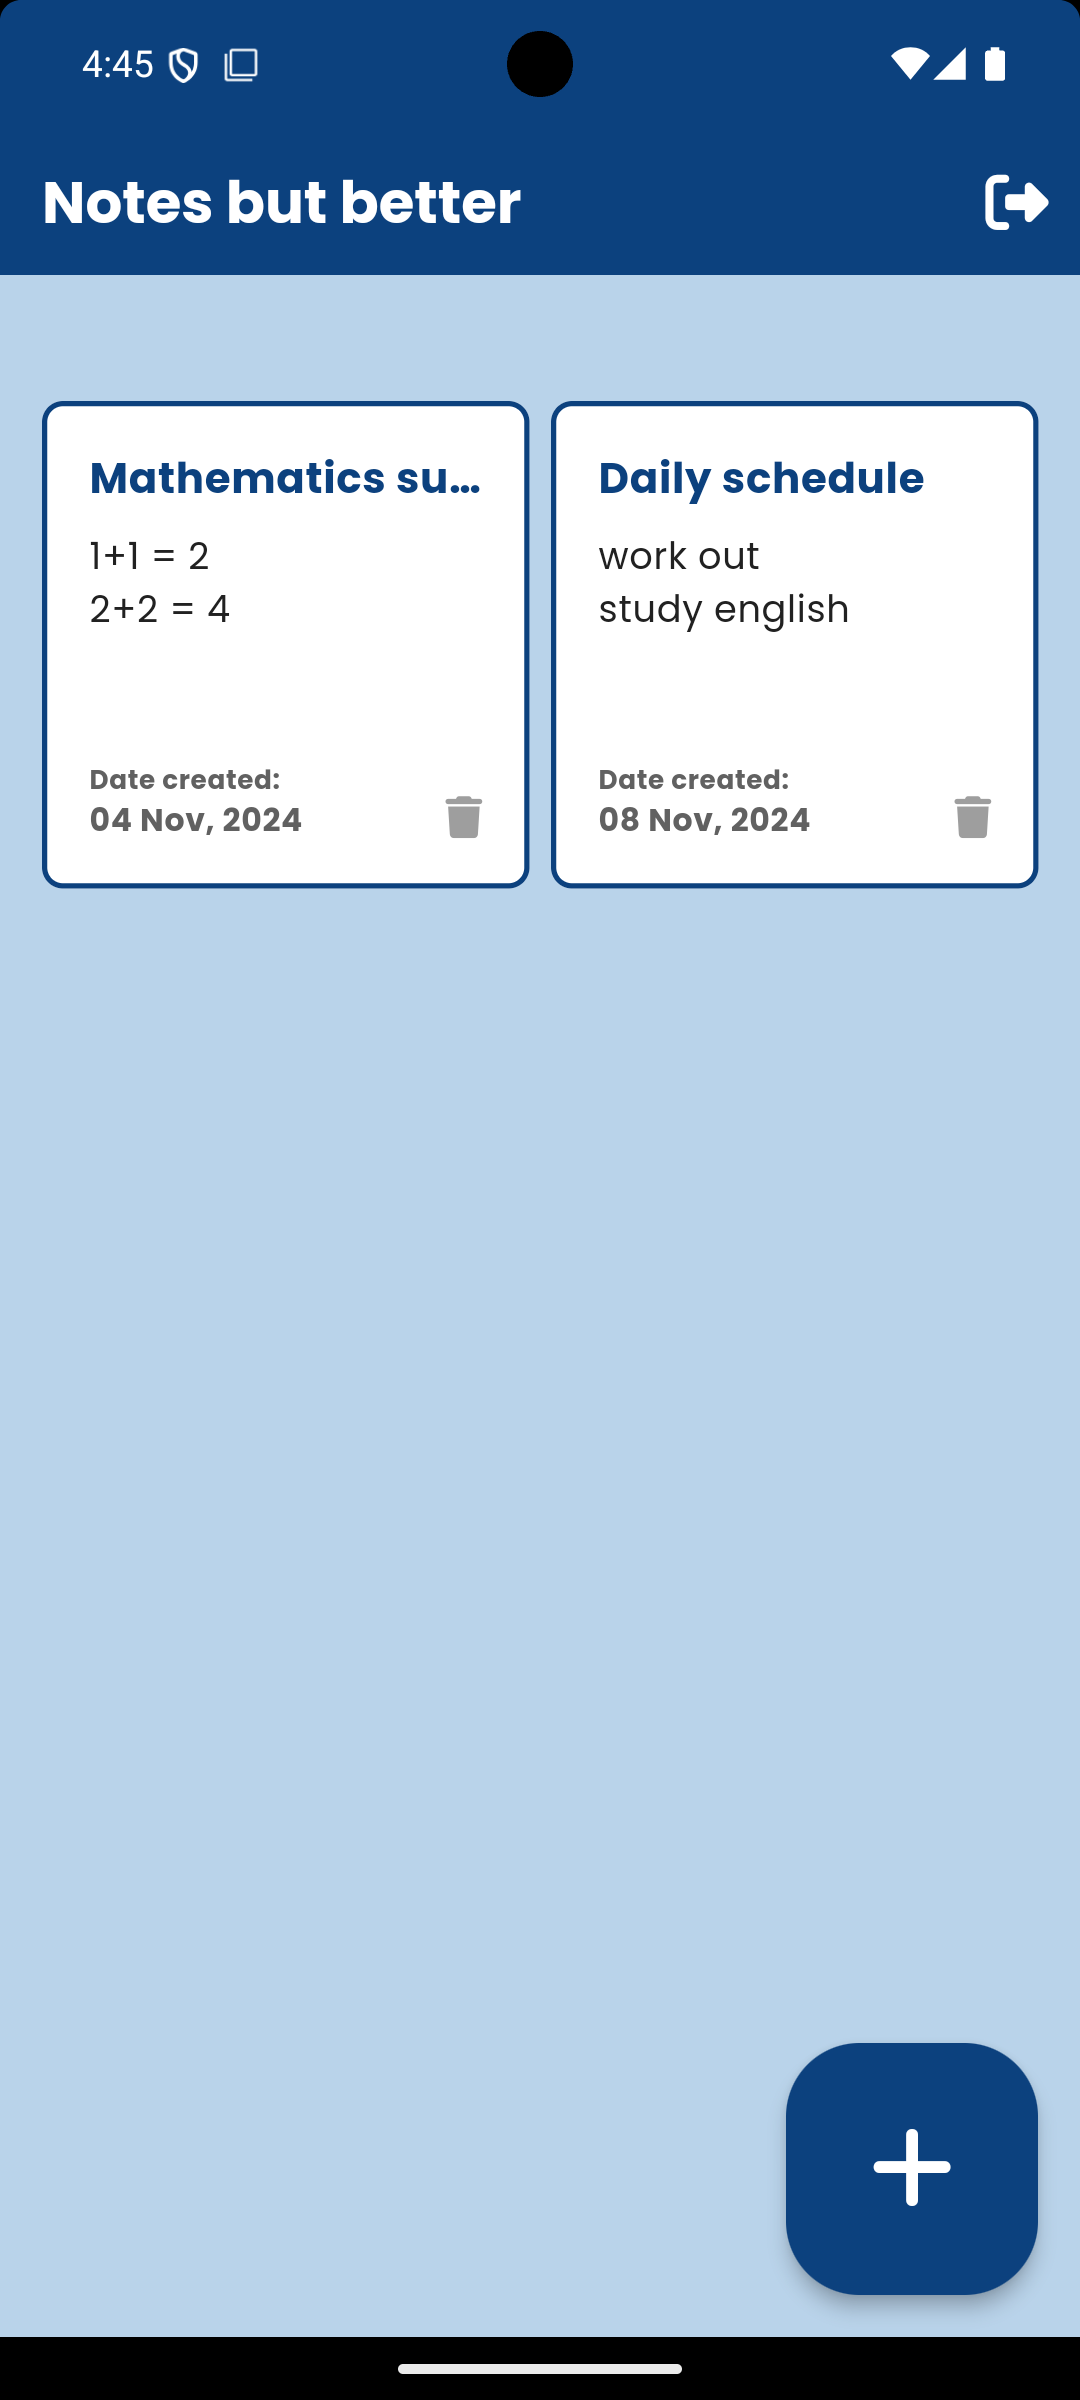 4:45
Notes but better
Mathematics su...
1+1 = 2
2+2 = 4
Date created:
04 Nov, 2024
Daily schedule
work out
study english
Date created:
08 Nov, 2024